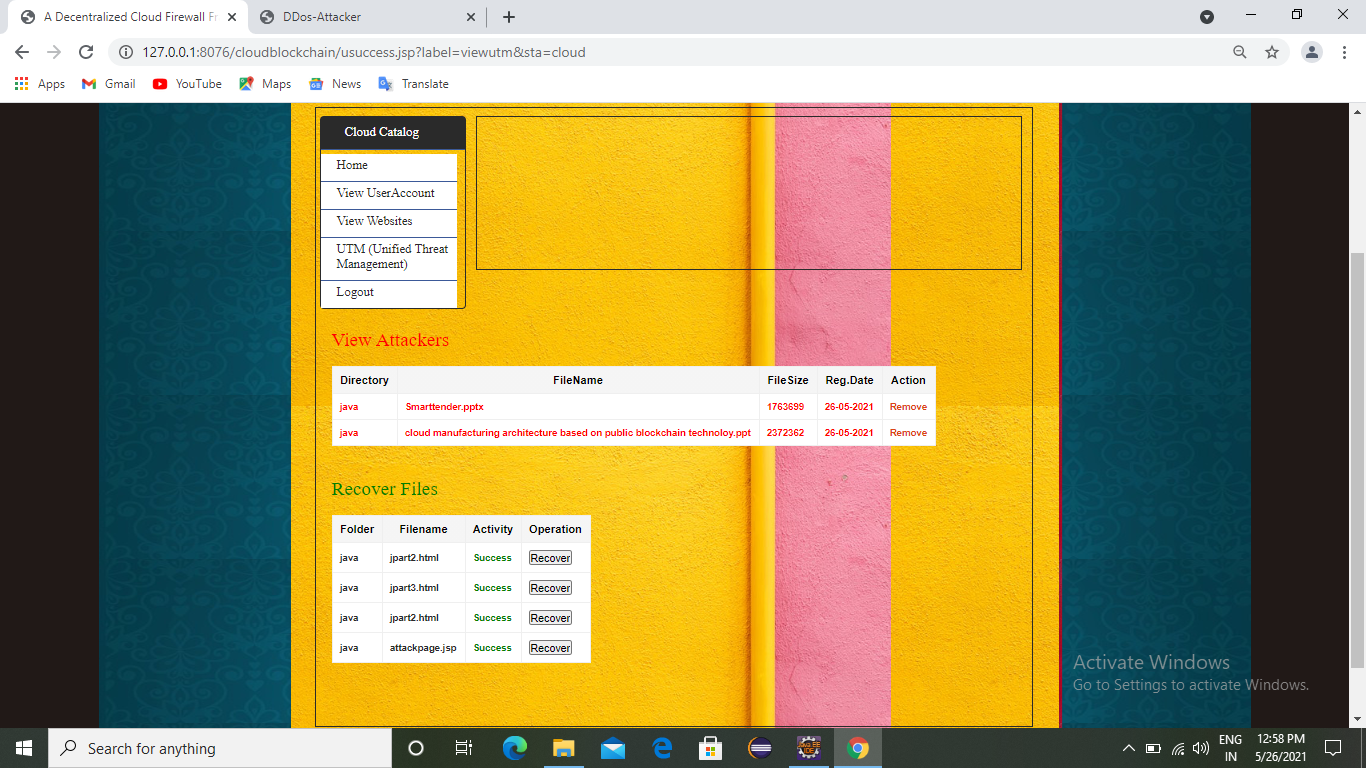 A Decentralized Cloud Firewall Fr
DDos-Attacker
127.0.0.1:8076/cloudblockchain/usuccess.jsp?label=viewutm&sta=cloud
Apps Gmail YouTube Maps News Translate
Cloud Catalog
Home
View UserAccount
View Websites
UTM (Unified Threat
Management)
Logout
View Attackers
Directory FileName FileSize Reg.Date Action
java Smarttender.pptx 1763699 26-05-2021 Remove
java cloud manufacturing architecture based on public blockchain technoloy.ppt 2372362 26-05-2021 Remove
Recover Files
Folder Filename Activity Operation
java jpart2.html Success Recover
java jpart3.html Success Recover
java jpart2.html Success Recover
java attackpage.jsp Success Recover
Activate Windows
Go to Settings to activate Windows.
Search for anything
Java EE
IDE
ENG
IN
12:58 PM
5/26/2021